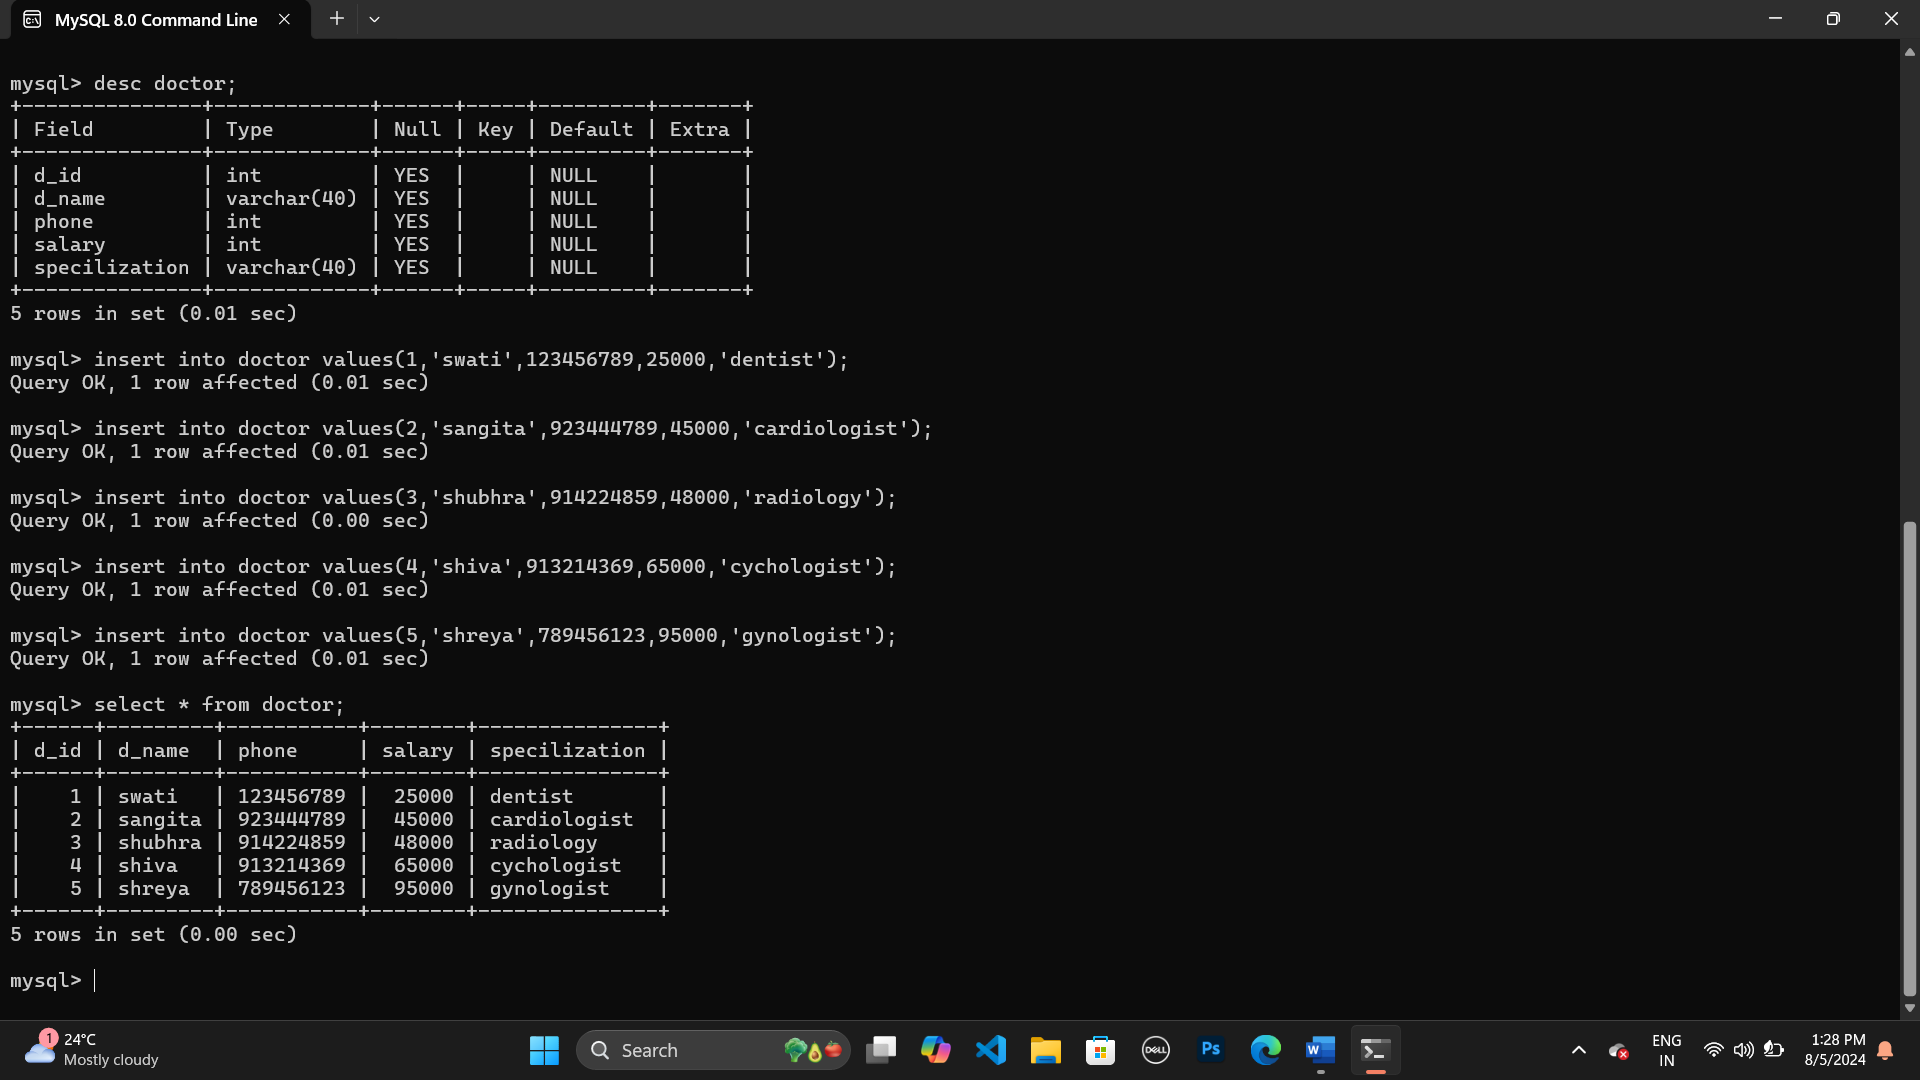 MySQL 8.0 Command Line
mysql> desc doctor;
+---------------+-------------+------+-----+---------+-------+
| Field         | Type        | Null | Key | Default | Extra |
+---------------+-------------+------+-----+---------+-------+
| d_id          | int         | YES  |     | NULL    |       |
| d_name        | varchar(40) | YES  |     | NULL    |       |
| phone         | int         | YES  |     | NULL    |       |
| salary        | int         | YES  |     | NULL    |       |
| specilization | varchar(40) | YES  |     | NULL    |       |
+---------------+-------------+------+-----+---------+-------+
5 rows in set (0.01 sec)
mysql> insert into doctor values(1,'swati',123456789,25000,'dentist');
Query OK, 1 row affected (0.01 sec)
mysql> insert into doctor values(2,'sangita',923444789,45000,'cardiologist');
Query OK, 1 row affected (0.01 sec)
mysql> insert into doctor values(3,'shubhra',914224859,48000,'radiology');
Query OK, 1 row affected (0.00 sec)
mysql> insert into doctor values(4,'shiva',913214369,65000,'cychologist');
Query OK, 1 row affected (0.01 sec)
mysql> insert into doctor values(5,'shreya',789456123,95000,'gynologist');
Query OK, 1 row affected (0.01 sec)
mysql> select * from doctor;
+------+---------+-----------+--------+---------------+
| d_id | d_name  | phone     | salary | specilization |
+------+---------+-----------+--------+---------------+
|    1 | swati   | 123456789 |  25000 | dentist       |
|    2 | sangita | 923444789 |  45000 | cardiologist  |
|    3 | shubhra | 914224859 |  48000 | radiology     |
|    4 | shiva   | 913214369 |  65000 | cychologist   |
|    5 | shreya  | 789456123 |  95000 | gynologist    |
+------+---------+-----------+--------+---------------+
5 rows in set (0.00 sec)
mysql>
1
24°C
Mostly cloudy
Search
DELL
Ps
W
ENG
IN
1:28 PM
8/5/2024